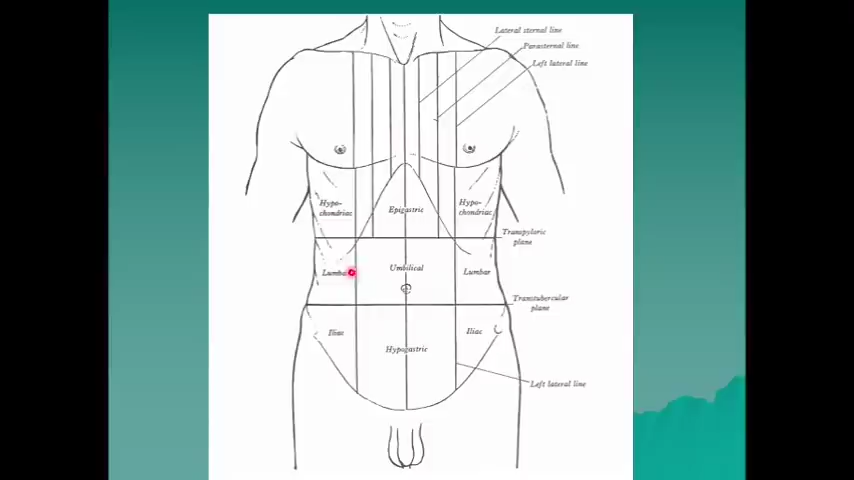 Lateral sternal line
Parasternal line
Left lateral line
Hypo-
chondriac
Epigastric
Hypo-
chondriac
Transpyloric
plane
Umbilical
Lumbar
Transtubercular
plane
Iliac
Iliac
Hypogastric
Left lateral line